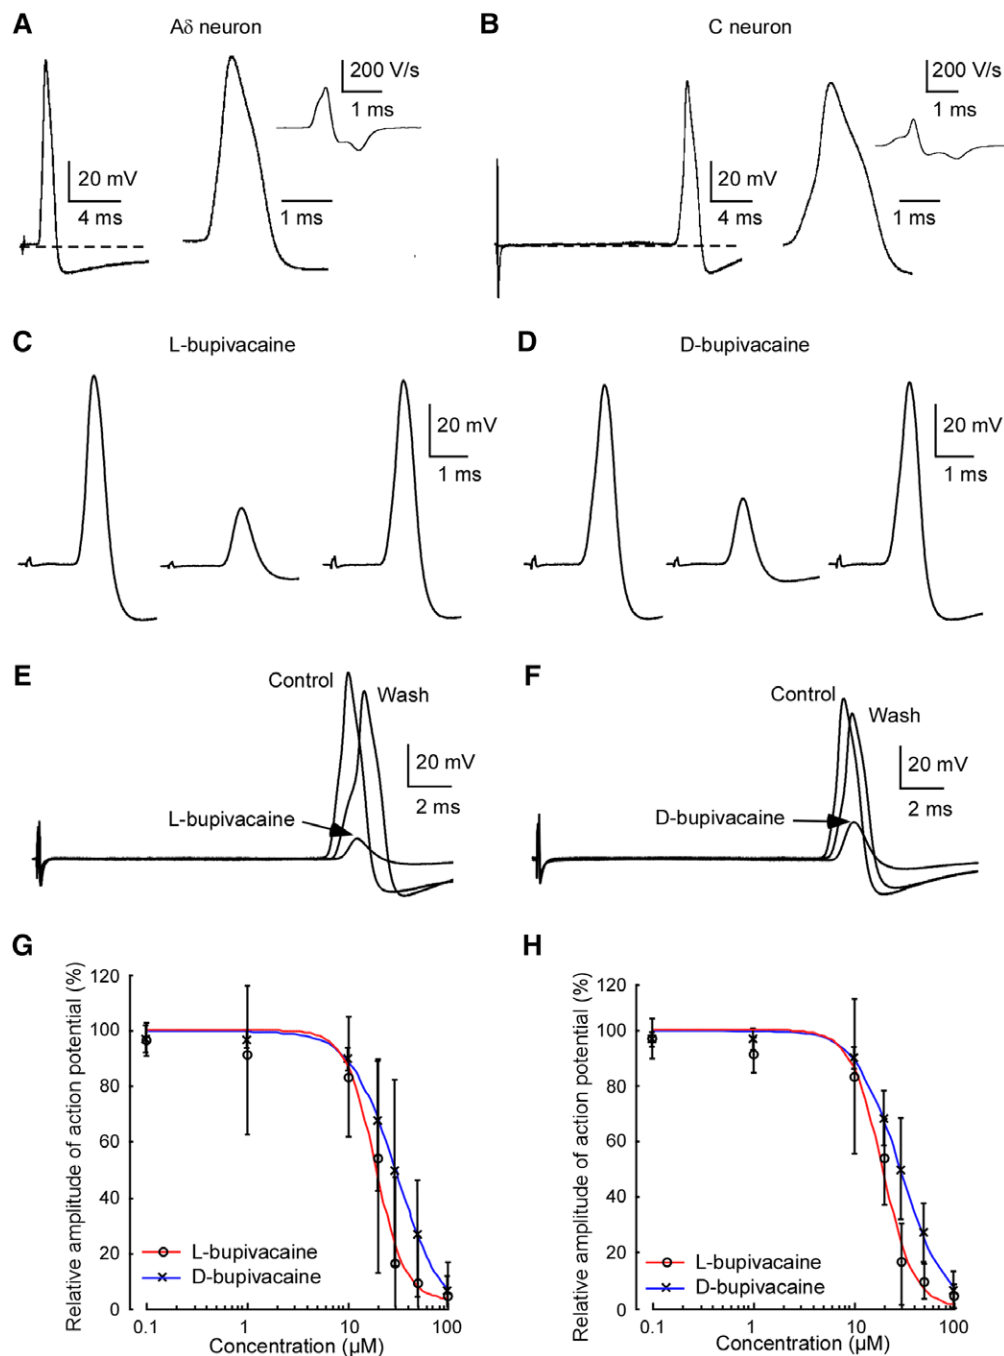 A
Aδ neuron
200 V/s
1 ms
20 mV
4 ms
1 ms
B
C neuron
200 V/s
1 ms
20 mV
4 ms
1 ms
C
L-bupivacaine
20 mV
1 ms
D
D-bupivacaine
20 mV
1 ms
E
Control
Wash
20 mV
2 ms
L-bupivacaine
F
Control
Wash
20 mV
2 ms
D-bupivacaine
G
Relative amplitude of action potential (%)
120
100
80
60
40
20
0
L-bupivacaine
D-bupivacaine
0.1
1
10
100
Concentration (µM)
H
Relative amplitude of action potential (%)
120
100
80
60
40
20
0
L-bupivacaine
D-bupivacaine
0.1
1
10
100
Concentration (µM)